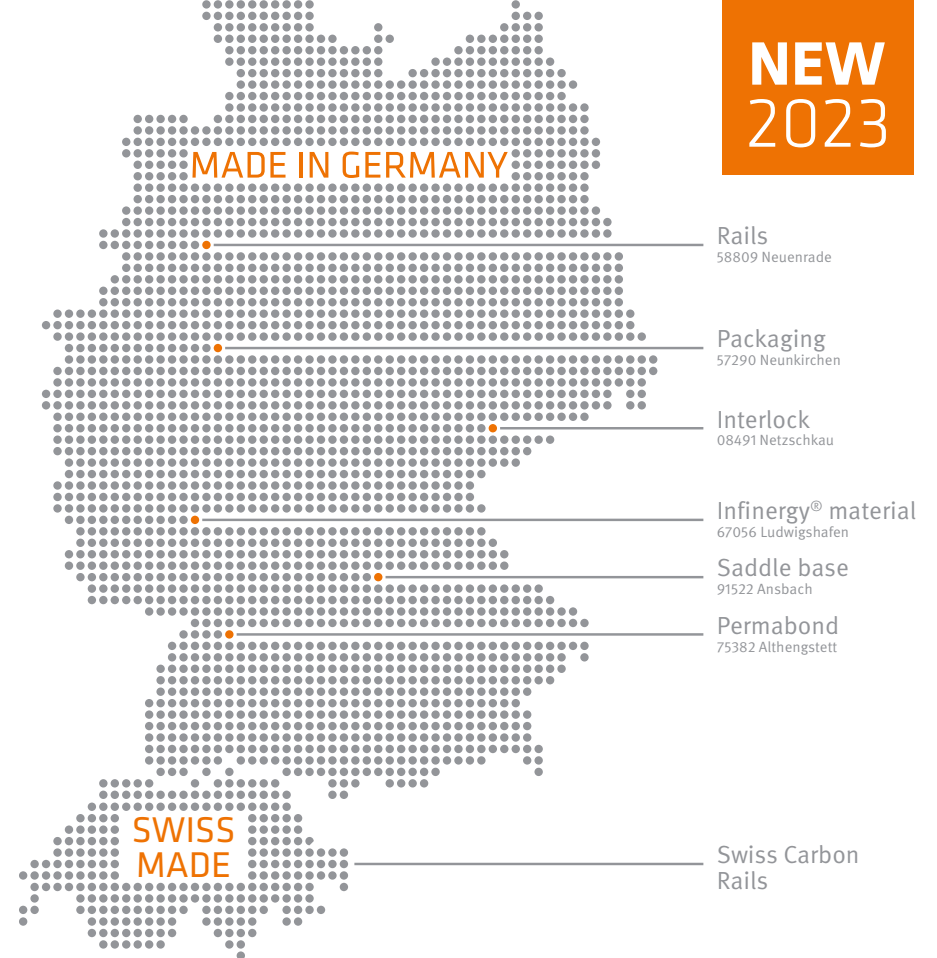 NEW
2023
MADE IN GERMANY
Rails
58809 Neuenrade
Packaging
57290 Neunkirchen
Interlock
08491 Netzschkau
Infinergy® material
67056 Ludwigshafen
Saddle base
91522 Ansbach
Permabond
75382 Althengstett
SWISS
MADE
Swiss Carbon
Rails